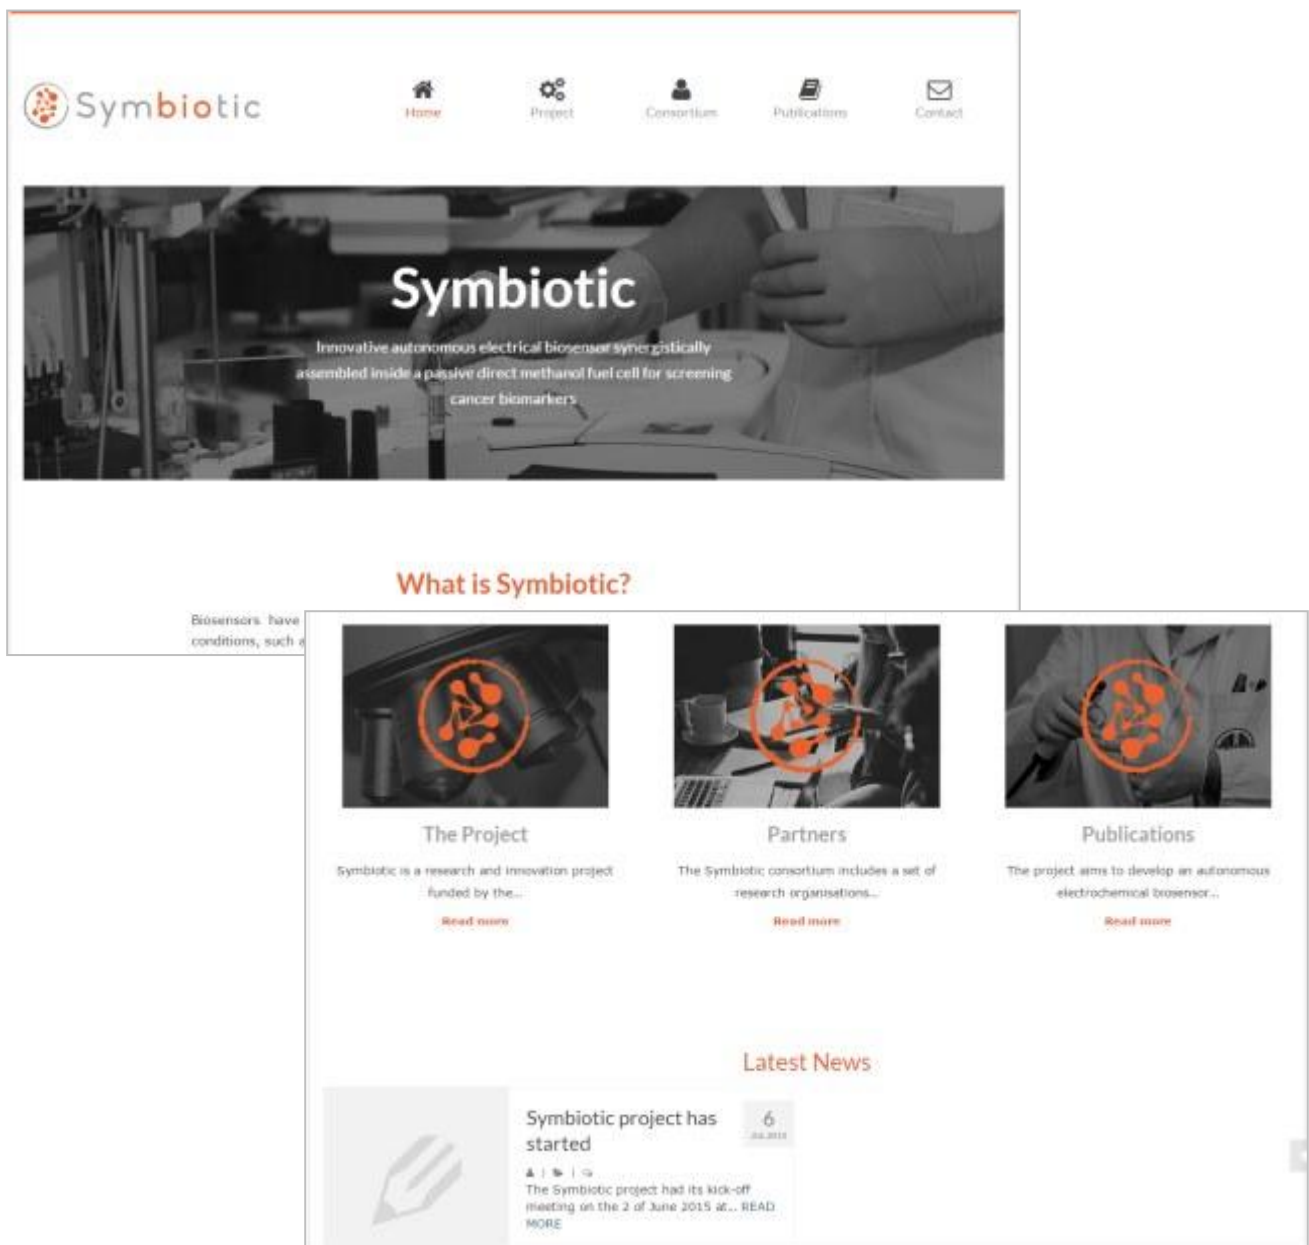 Symbiotic
Home
Project
Consortium
Publications
Contact
Symbiotic
Innovative autonomous electrical biosensor synergistically
assembled inside a passive direct methanol fuel cell for screening
cancer biomarkers
What is Symbiotic?
Biosensors have
conditions, such a
The Project
Symbiotic is a research and innovation project
funded by the...
Read more
Partners
The Symbiotic consortium includes a set of
research organisations...
Read more
Publications
The project aims to develop an autonomous
electrochemical biosensor...
Read more
Latest News
Symbiotic project has
started
6
The Symbiotic project had its kick-off
meeting on the 2 of June 2015 at... READ
MORE